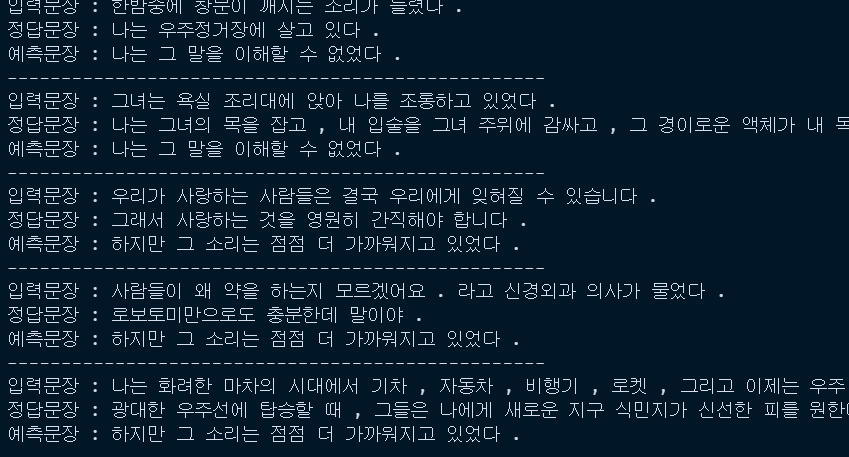 입력문장 : 한밤중에 창문이 깨지는 소리가 들렸다 .
정답문장 : 나는 우주정거장에 살고 있다 .
예측문장 : 나는 그 말을 이해할 수 없었다 .
--------------------------------------------------
입력문장 : 그녀는 욕실 조리대에 앉아 나를 조롱하고 있었다 .
정답문장 : 나는 그녀의 목을 잡고 , 내 입술을 그녀 주위에 감싸고 , 그 경이로운 액체가 내 목
예측문장 : 나는 그 말을 이해할 수 없었다 .
--------------------------------------------------
입력문장 : 우리가 사랑하는 사람들은 결국 우리에게 잊혀질 수 있습니다 .
정답문장 : 그래서 사랑하는 것을 영원히 간직해야 합니다 .
예측문장 : 하지만 그 소리는 점점 더 가까워지고 있었다 .
--------------------------------------------------
입력문장 : 사람들이 왜 약을 하는지 모르겠어요 . 라고 신경외과 의사가 물었다 .
정답문장 : 로보토미만으로도 충분한데 말이야 .
예측문장 : 하지만 그 소리는 점점 더 가까워지고 있었다 .
--------------------------------------------------
입력문장 : 나는 화려한 마차의 시대에서 기차 , 자동차 , 비행기 , 로켓 , 그리고 이제는 우주
정답문장 : 광대한 우주선에 탑승할 때 , 그들은 나에게 새로운 지구 식민지가 신선한 피를 원한
예측문장 : 하지만 그 소리는 점점 더 가까워지고 있었다 .